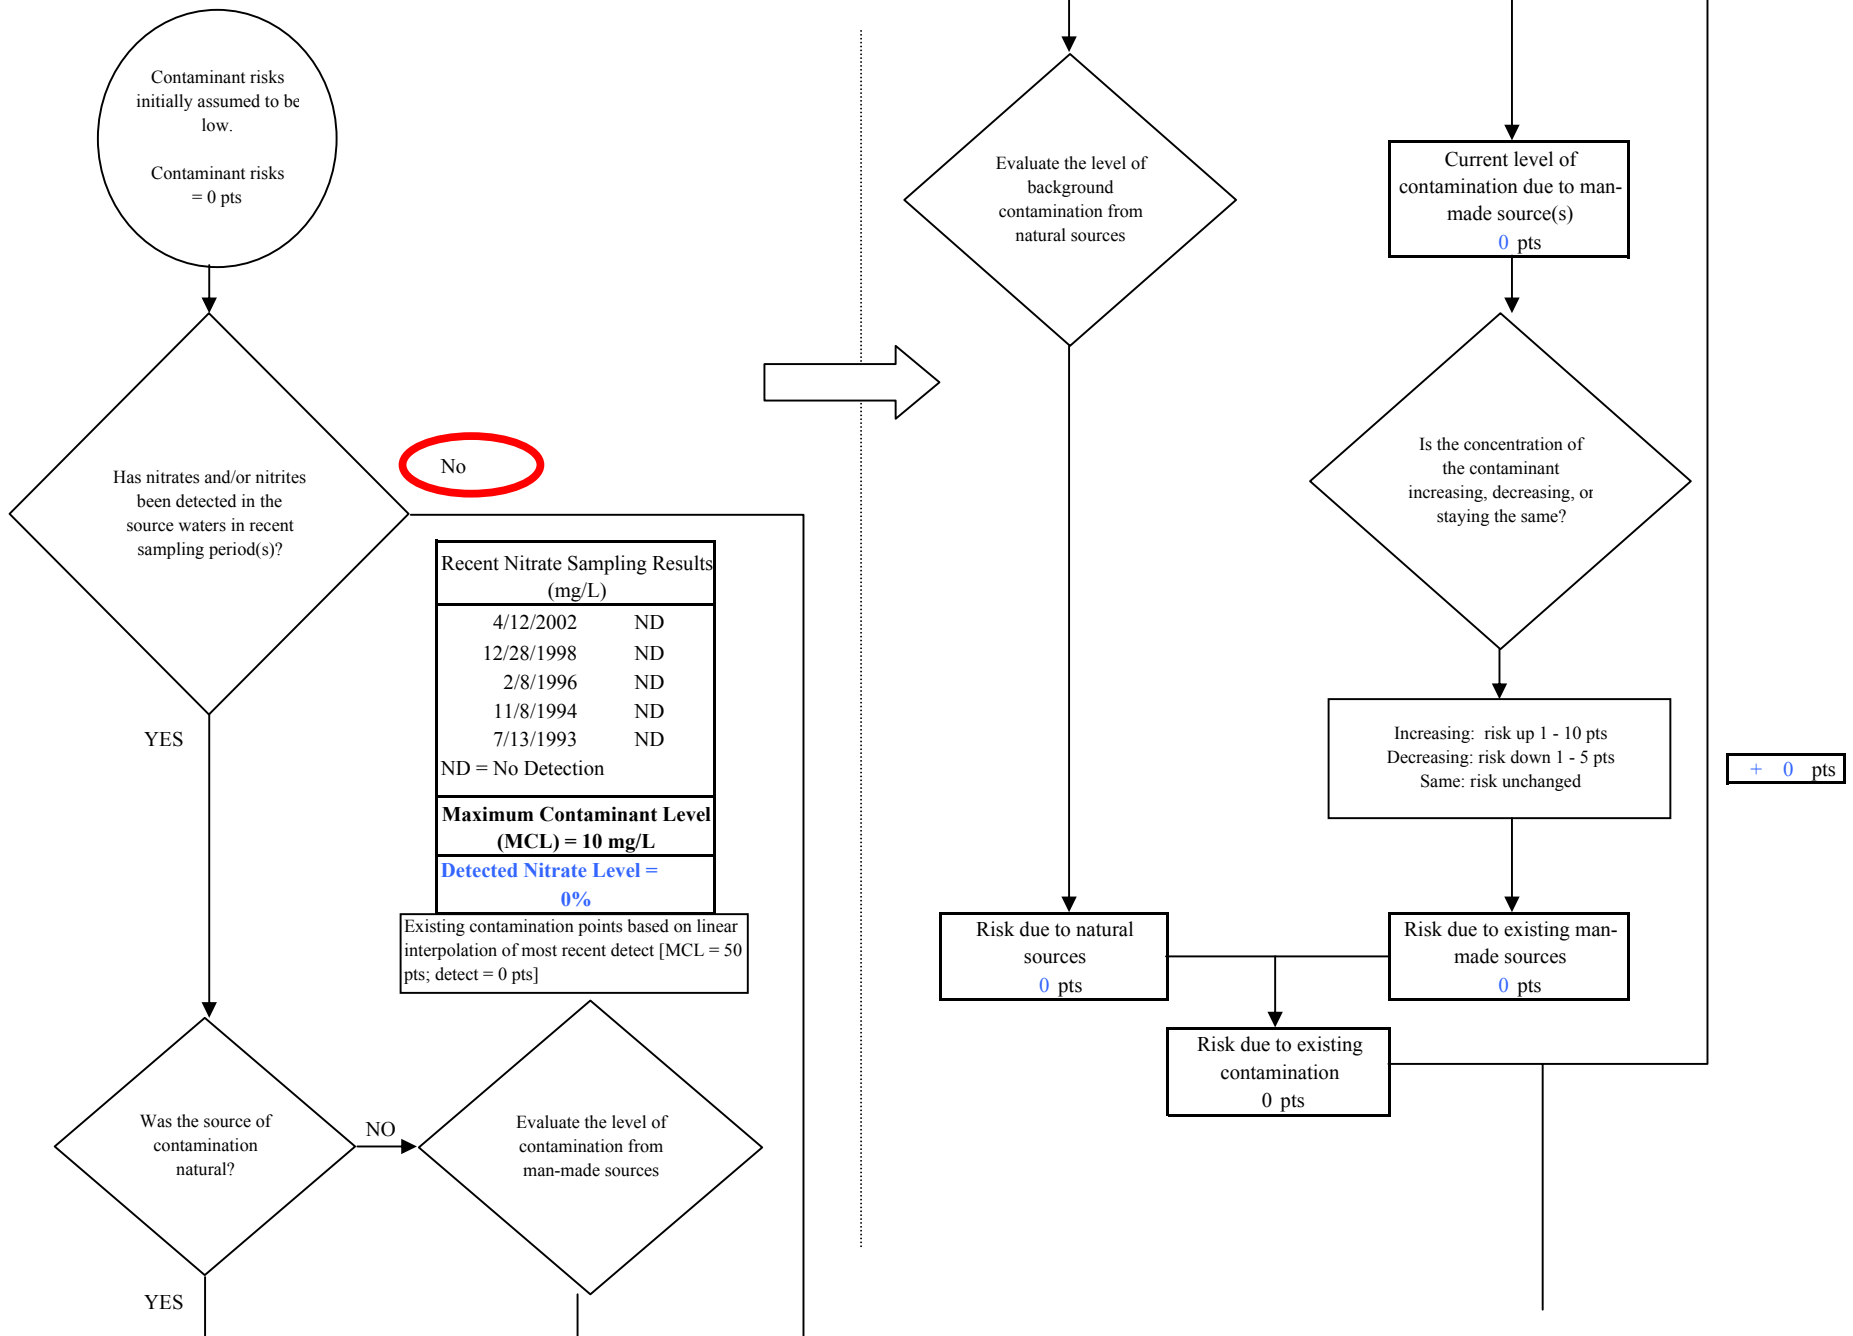 Contaminant risks
initially assumed to be
low.
Contaminant risks
= 0 pts
Has nitrates and/or nitrites
been detected in the
source waters in recent
sampling period(s)?
No
Recent Nitrate Sampling Results
(mg/L)
4/12/2002 ND
12/28/1998 ND
2/8/1996 ND
11/8/1994 ND
7/13/1993 ND
ND = No Detection
Maximum Contaminant Level
(MCL) = 10 mg/L
Detected Nitrate Level =
0%
Existing contamination points based on linear
interpolation of most recent detect [MCL = 50
pts; detect = 0 pts]
YES
Was the source of
contamination
natural?
NO
Evaluate the level of
contamination from
man-made sources
YES
Evaluate the level of
background
contamination from
natural sources
Current level of
contamination due to man-
made source(s)
0 pts
Is the concentration of
the contaminant
increasing, decreasing, or
staying the same?
Increasing: risk up 1 - 10 pts
Decreasing: risk down 1 - 5 pts
Same: risk unchanged
+ 0 pts
Risk due to natural
sources
0 pts
Risk due to existing man-
made sources
0 pts
Risk due to existing
contamination
0 pts